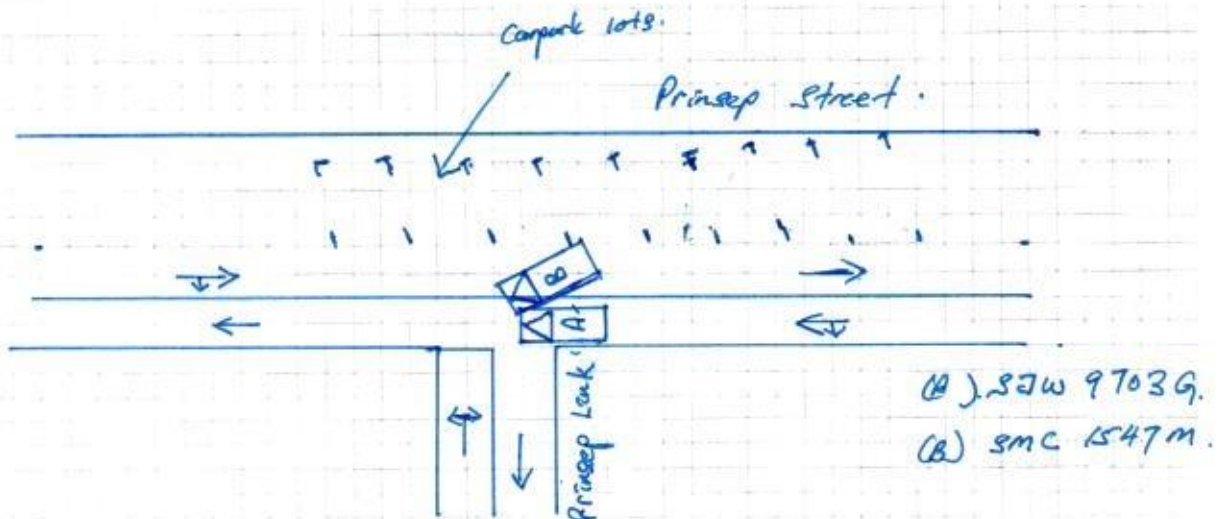 Carpark lots.
Prinsep Street.
B
A
Prinsep Link
(A). SJW 9703G.
(B) SMC 1547M.